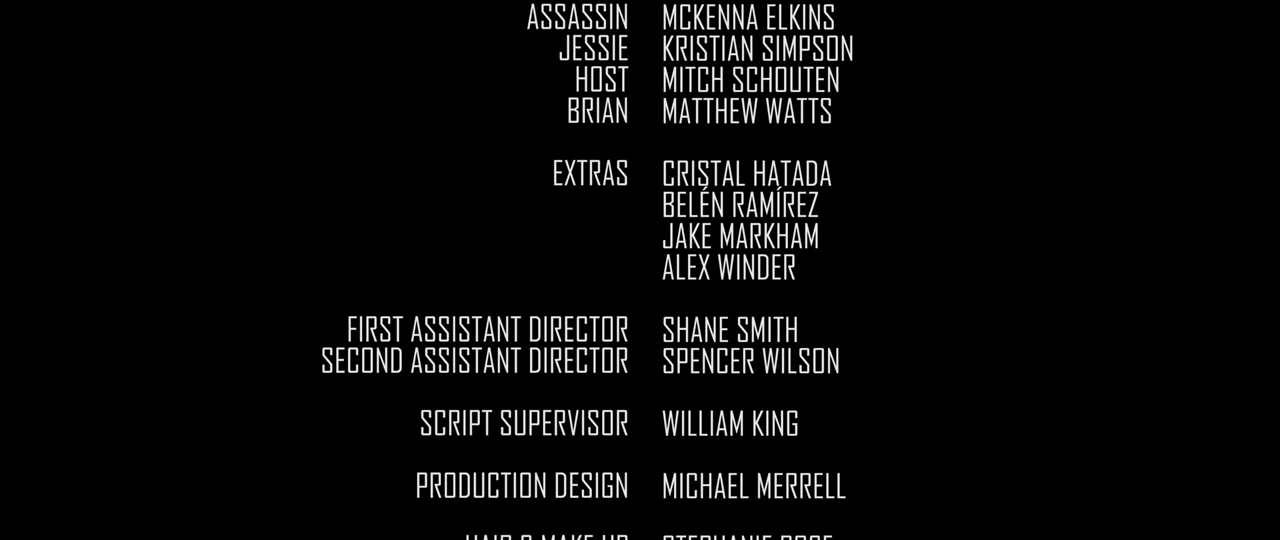 ASSASSIN MCKENNA ELKINS
JESSIE KRISTIAN SIMPSON
HOST MITCH SCHOUTEN
BRIAN MATTHEW WATTS
EXTRAS CRISTAL HATADA
BELÉN RAMÍREZ
JAKE MARKHAM
ALEX WINDER
FIRST ASSISTANT DIRECTOR SHANE SMITH
SECOND ASSISTANT DIRECTOR SPENCER WILSON
SCRIPT SUPERVISOR WILLIAM KING
PRODUCTION DESIGN MICHAEL MERRELL